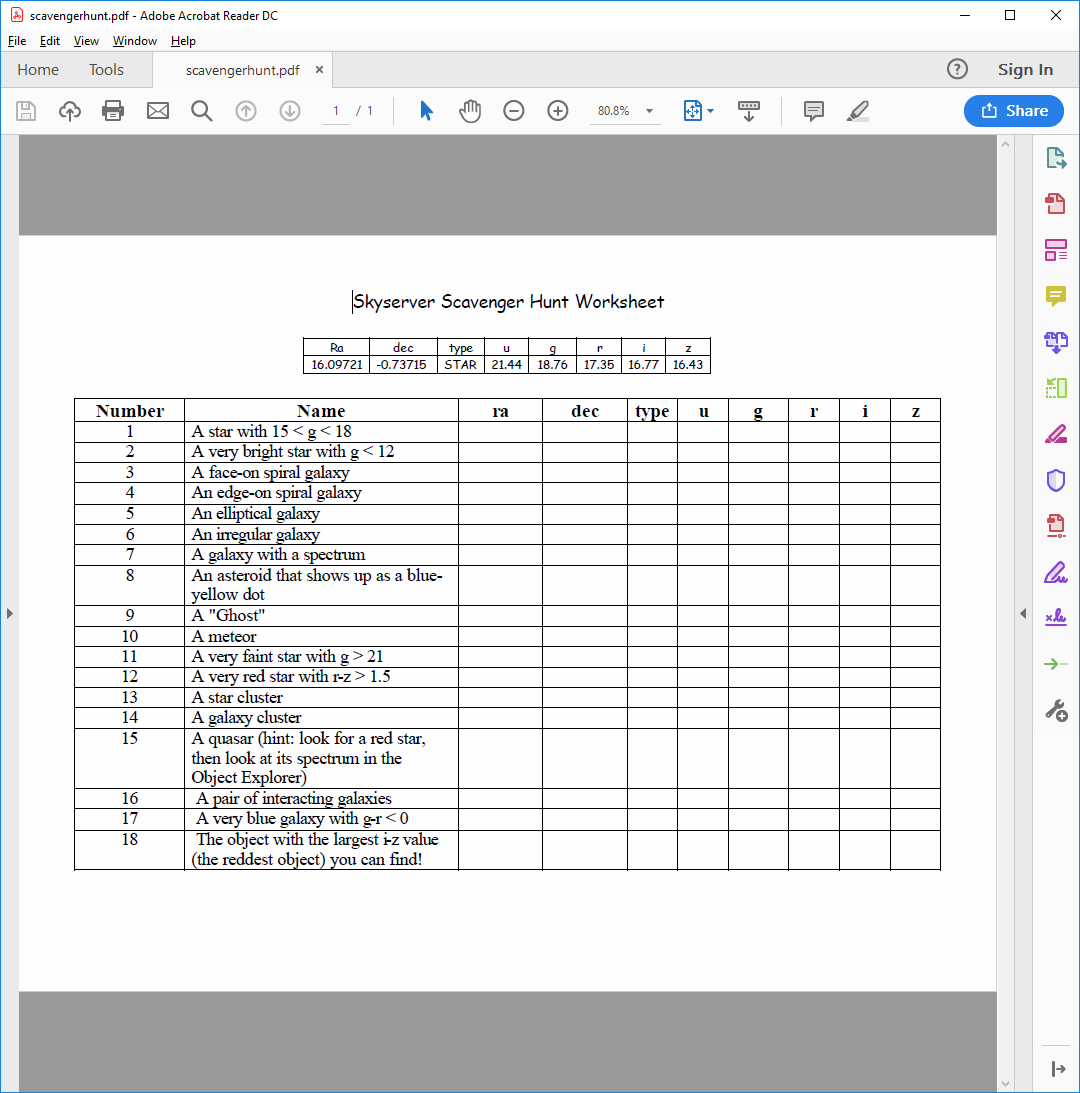 scavengerhunt.pdf - Adobe Acrobat Reader DC
File Edit View Window Help
Home Tools scavengerhunt.pdf × ? Sign In
1 / 1 80.8% Share
Skyserver Scavenger Hunt Worksheet
Ra dec type u g r i z
16.09721 -0.73715 STAR 21.44 18.76 17.35 16.77 16.43
Number Name ra dec type u g r i z
1 A star with 15 < g < 18
2 A very bright star with g < 12
3 A face-on spiral galaxy
4 An edge-on spiral galaxy
5 An elliptical galaxy
6 An irregular galaxy
7 A galaxy with a spectrum
8 An asteroid that shows up as a blue-
yellow dot
9 A "Ghost"
10 A meteor
11 A very faint star with g > 21
12 A very red star with r-z > 1.5
13 A star cluster
14 A galaxy cluster
15 A quasar (hint: look for a red star,
then look at its spectrum in the
Object Explorer)
16 A pair of interacting galaxies
17 A very blue galaxy with g-r < 0
18 The object with the largest i-z value
(the reddest object) you can find!